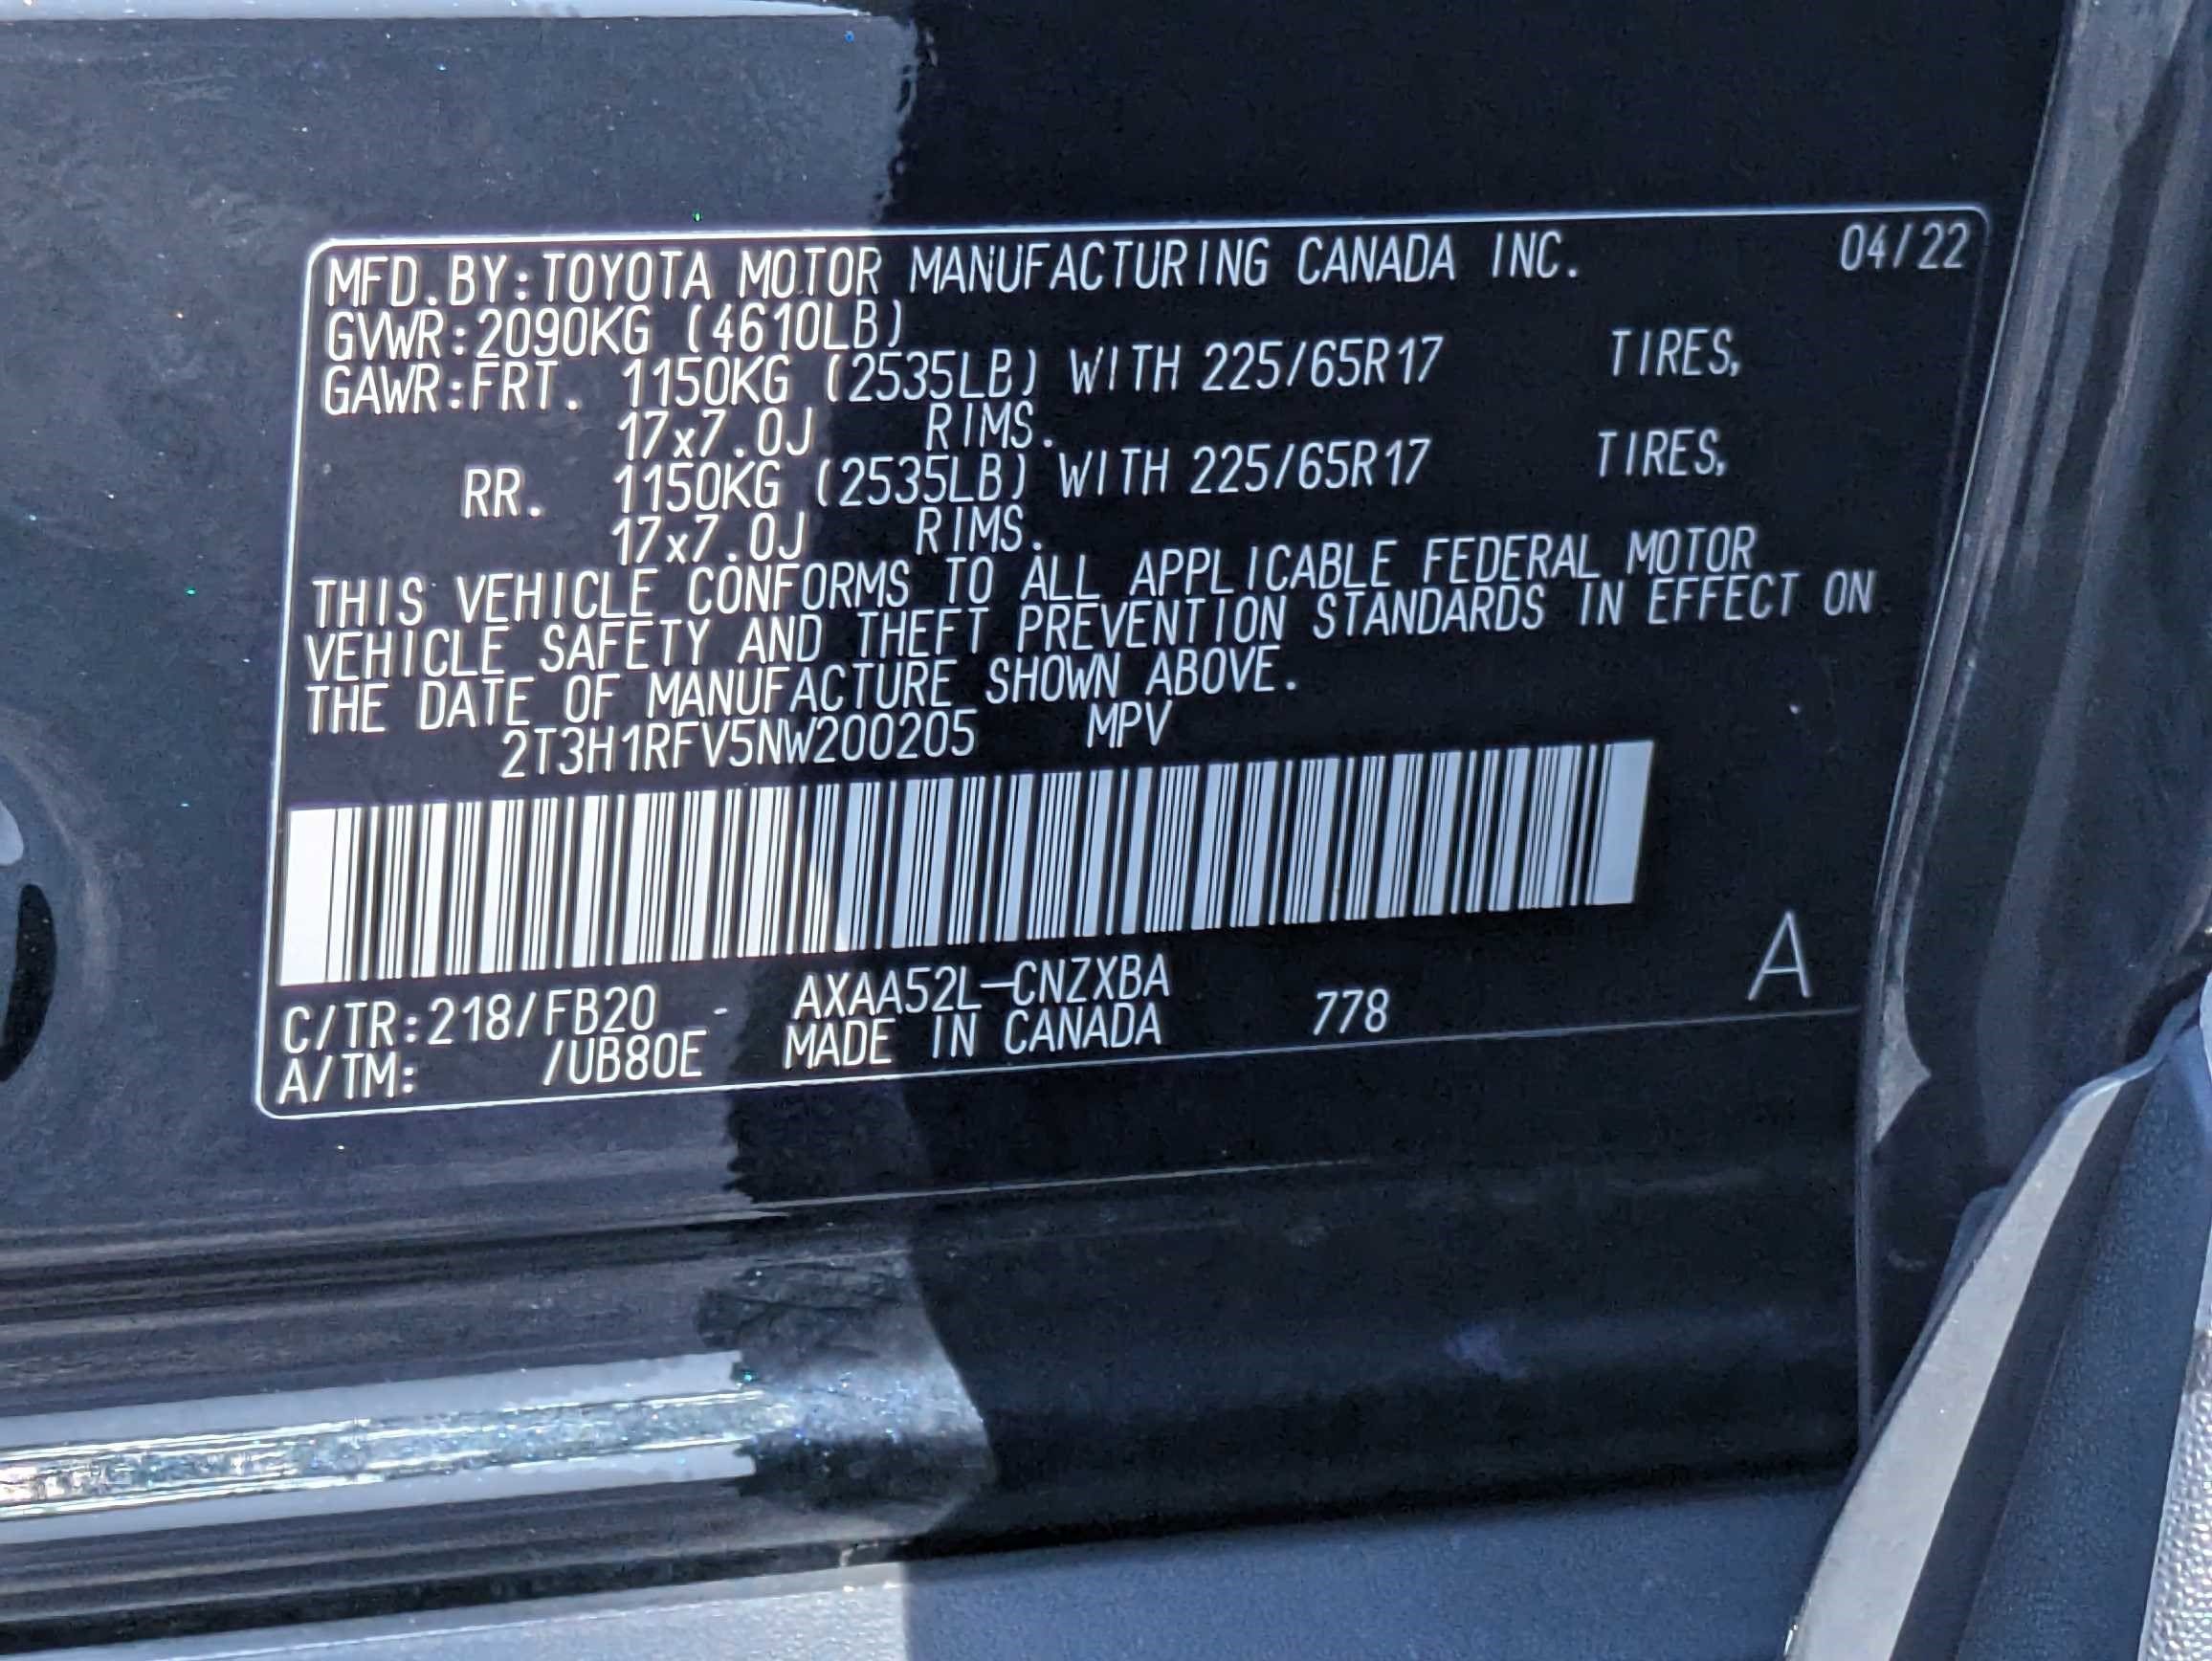 MFD.BY:TOYOTA MOTOR MANUFACTURING CANADA INC. 04/22
GVWR:2090KG (4610LB)
GAWR:FRT. 1150KG (2535LB) WITH 225/65R17 TIRES,
17x7.0J RIMS.
RR. 1150KG (2535LB) WITH 225/65R17 TIRES,
17x7.0J RIMS.
THIS VEHICLE CONFORMS TO ALL APPLICABLE FEDERAL MOTOR
VEHICLE SAFETY AND THEFT PREVENTION STANDARDS IN EFFECT ON
THE DATE OF MANUFACTURE SHOWN ABOVE.
2T3H1RFV5NW200205 MPV
C/TR:218/FB20 - AXAA52L-CNZXBA 778 A
A/TM: /UB80E MADE IN CANADA